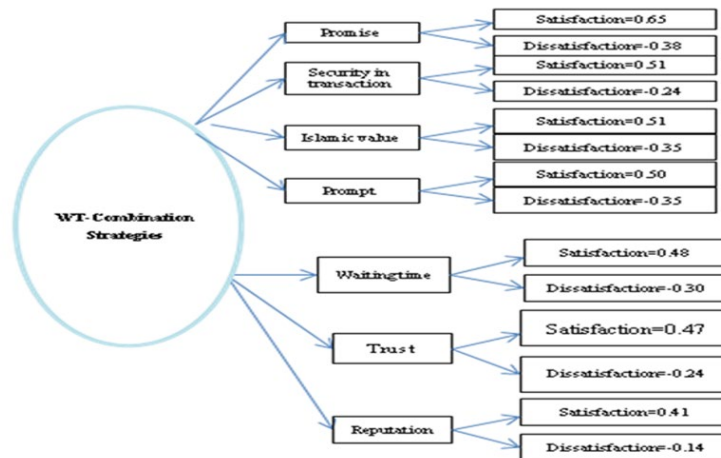 WT- Combination
Strategies
Promise
Satisfaction=0.65
Dissatisfaction=-0.38
Security in
transaction
Satisfaction=0.51
Dissatisfaction=-0.24
Islamic value
Satisfaction=0.51
Dissatisfaction=-0.35
Prompt
Satisfaction=0.50
Dissatisfaction=-0.35
Waitingtime
Satisfaction=0.48
Dissatisfaction=-0.30
Trust
Satisfaction=0.47
Dissatisfaction=-0.24
Reputation
Satisfaction=0.41
Dissatisfaction=-0.14